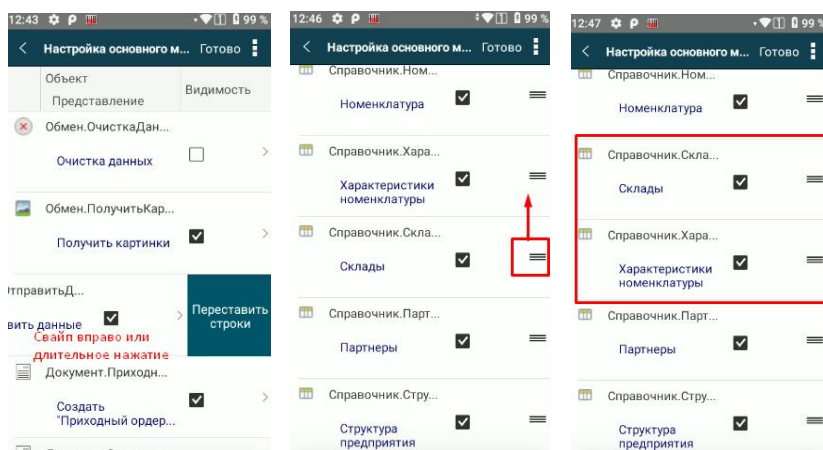 12:43 99 %
Настройка основного м... Готово
Объект
Представление
Видимость
Обмен.ОчисткаДан...
Очистка данных
Обмен.ПолучитьКар...
Получить картинки
тправитьД...
вить данные
Переставить
строки
Свайп вправо или
длительное нажатие
Документ.Приходн...
Создать
"Приходный ордер...
12:46 99 %
Настройка основного м... Готово
Справочник.Ном...
Номенклатура
Справочник.Хара...
Характеристики
номенклатуры
Справочник.Скла...
Склады
Справочник.Парт...
Партнеры
Справочник.Стру...
Структура
предприятия
12:47 99 %
Настройка основного м... Готово
Справочник.Ном...
Номенклатура
Справочник.Скла...
Склады
Справочник.Хара...
Характеристики
номенклатуры
Справочник.Парт...
Партнеры
Справочник.Стру...
Структура
предприятия